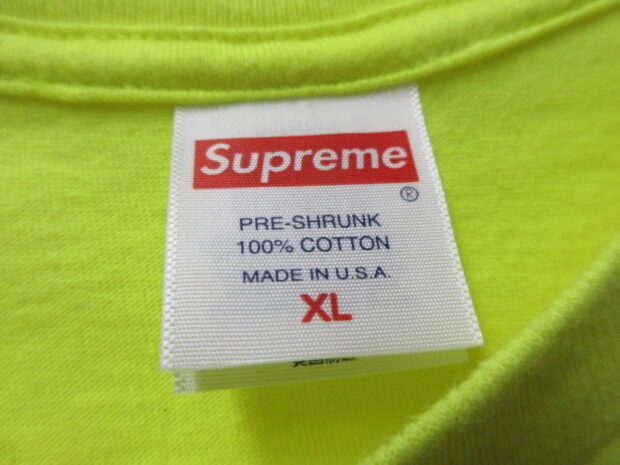 Supreme
®
PRE-SHRUNK
100% COTTON
MADE IN U.S.A.
XL